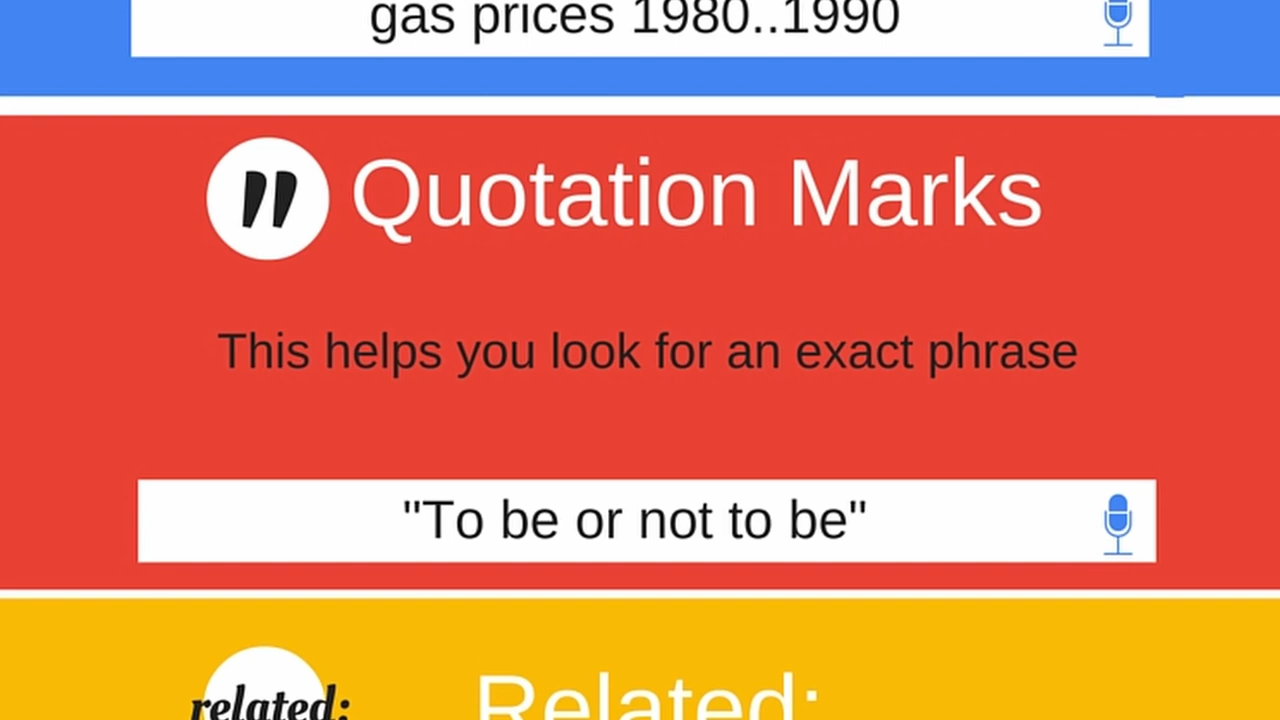 gas prices 1980..1990
" Quotation Marks
This helps you look for an exact phrase
"To be or not to be"
related: Related: